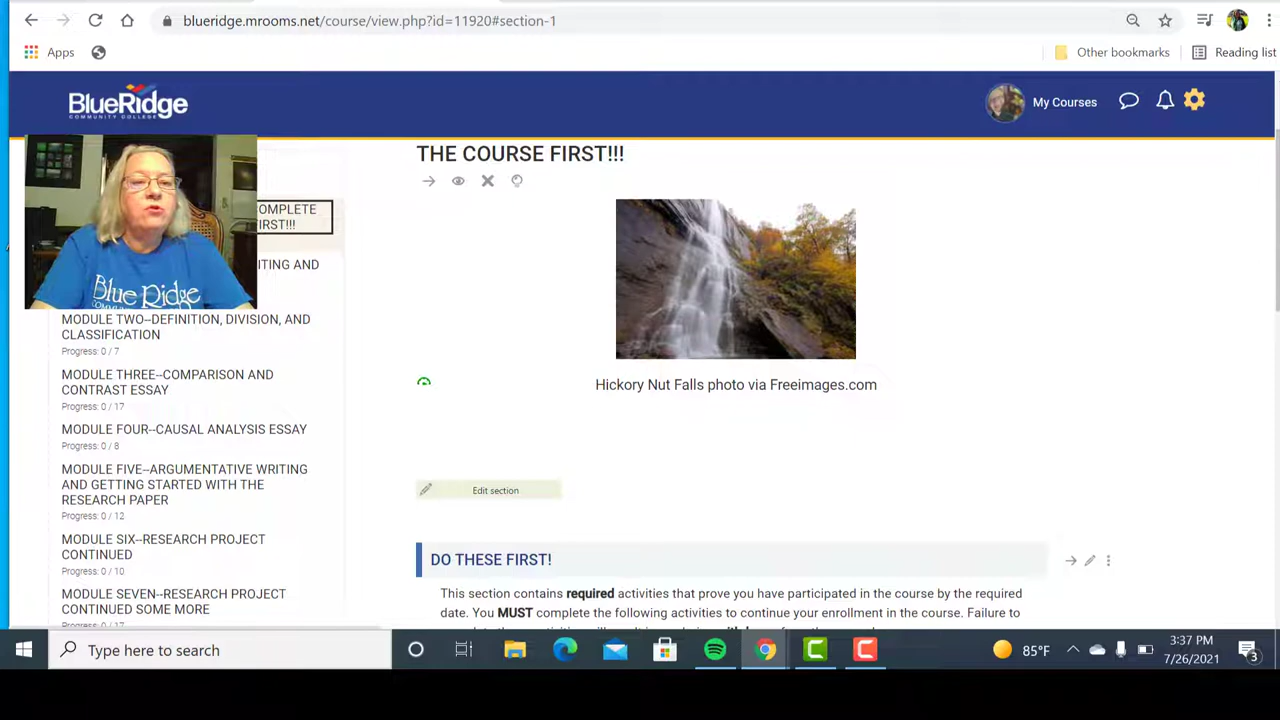 blueridge.mrooms.net/course/view.php?id=11920#section-1
Apps
Other bookmarks
Reading list
BlueRidge
COMMUNITY COLLEGE
My Courses
THE COURSE FIRST!!!
Hickory Nut Falls photo via Freeimages.com
Edit section
DO THESE FIRST!
This section contains required activities that prove you have participated in the course by the required
date. You MUST complete the following activities to continue your enrollment in the course. Failure to
Blue Ridge
OMPLETE
IRST!!!
ITING AND
MODULE TWO--DEFINITION, DIVISION, AND
CLASSIFICATION
Progress: 0 / 7
MODULE THREE--COMPARISON AND
CONTRAST ESSAY
Progress: 0 / 17
MODULE FOUR--CAUSAL ANALYSIS ESSAY
Progress: 0 / 8
MODULE FIVE--ARGUMENTATIVE WRITING
AND GETTING STARTED WITH THE
RESEARCH PAPER
Progress: 0 / 12
MODULE SIX--RESEARCH PROJECT
CONTINUED
Progress: 0 / 10
MODULE SEVEN--RESEARCH PROJECT
CONTINUED SOME MORE
Progress: 0 / 17
Type here to search
85°F
3:37 PM
7/26/2021
3